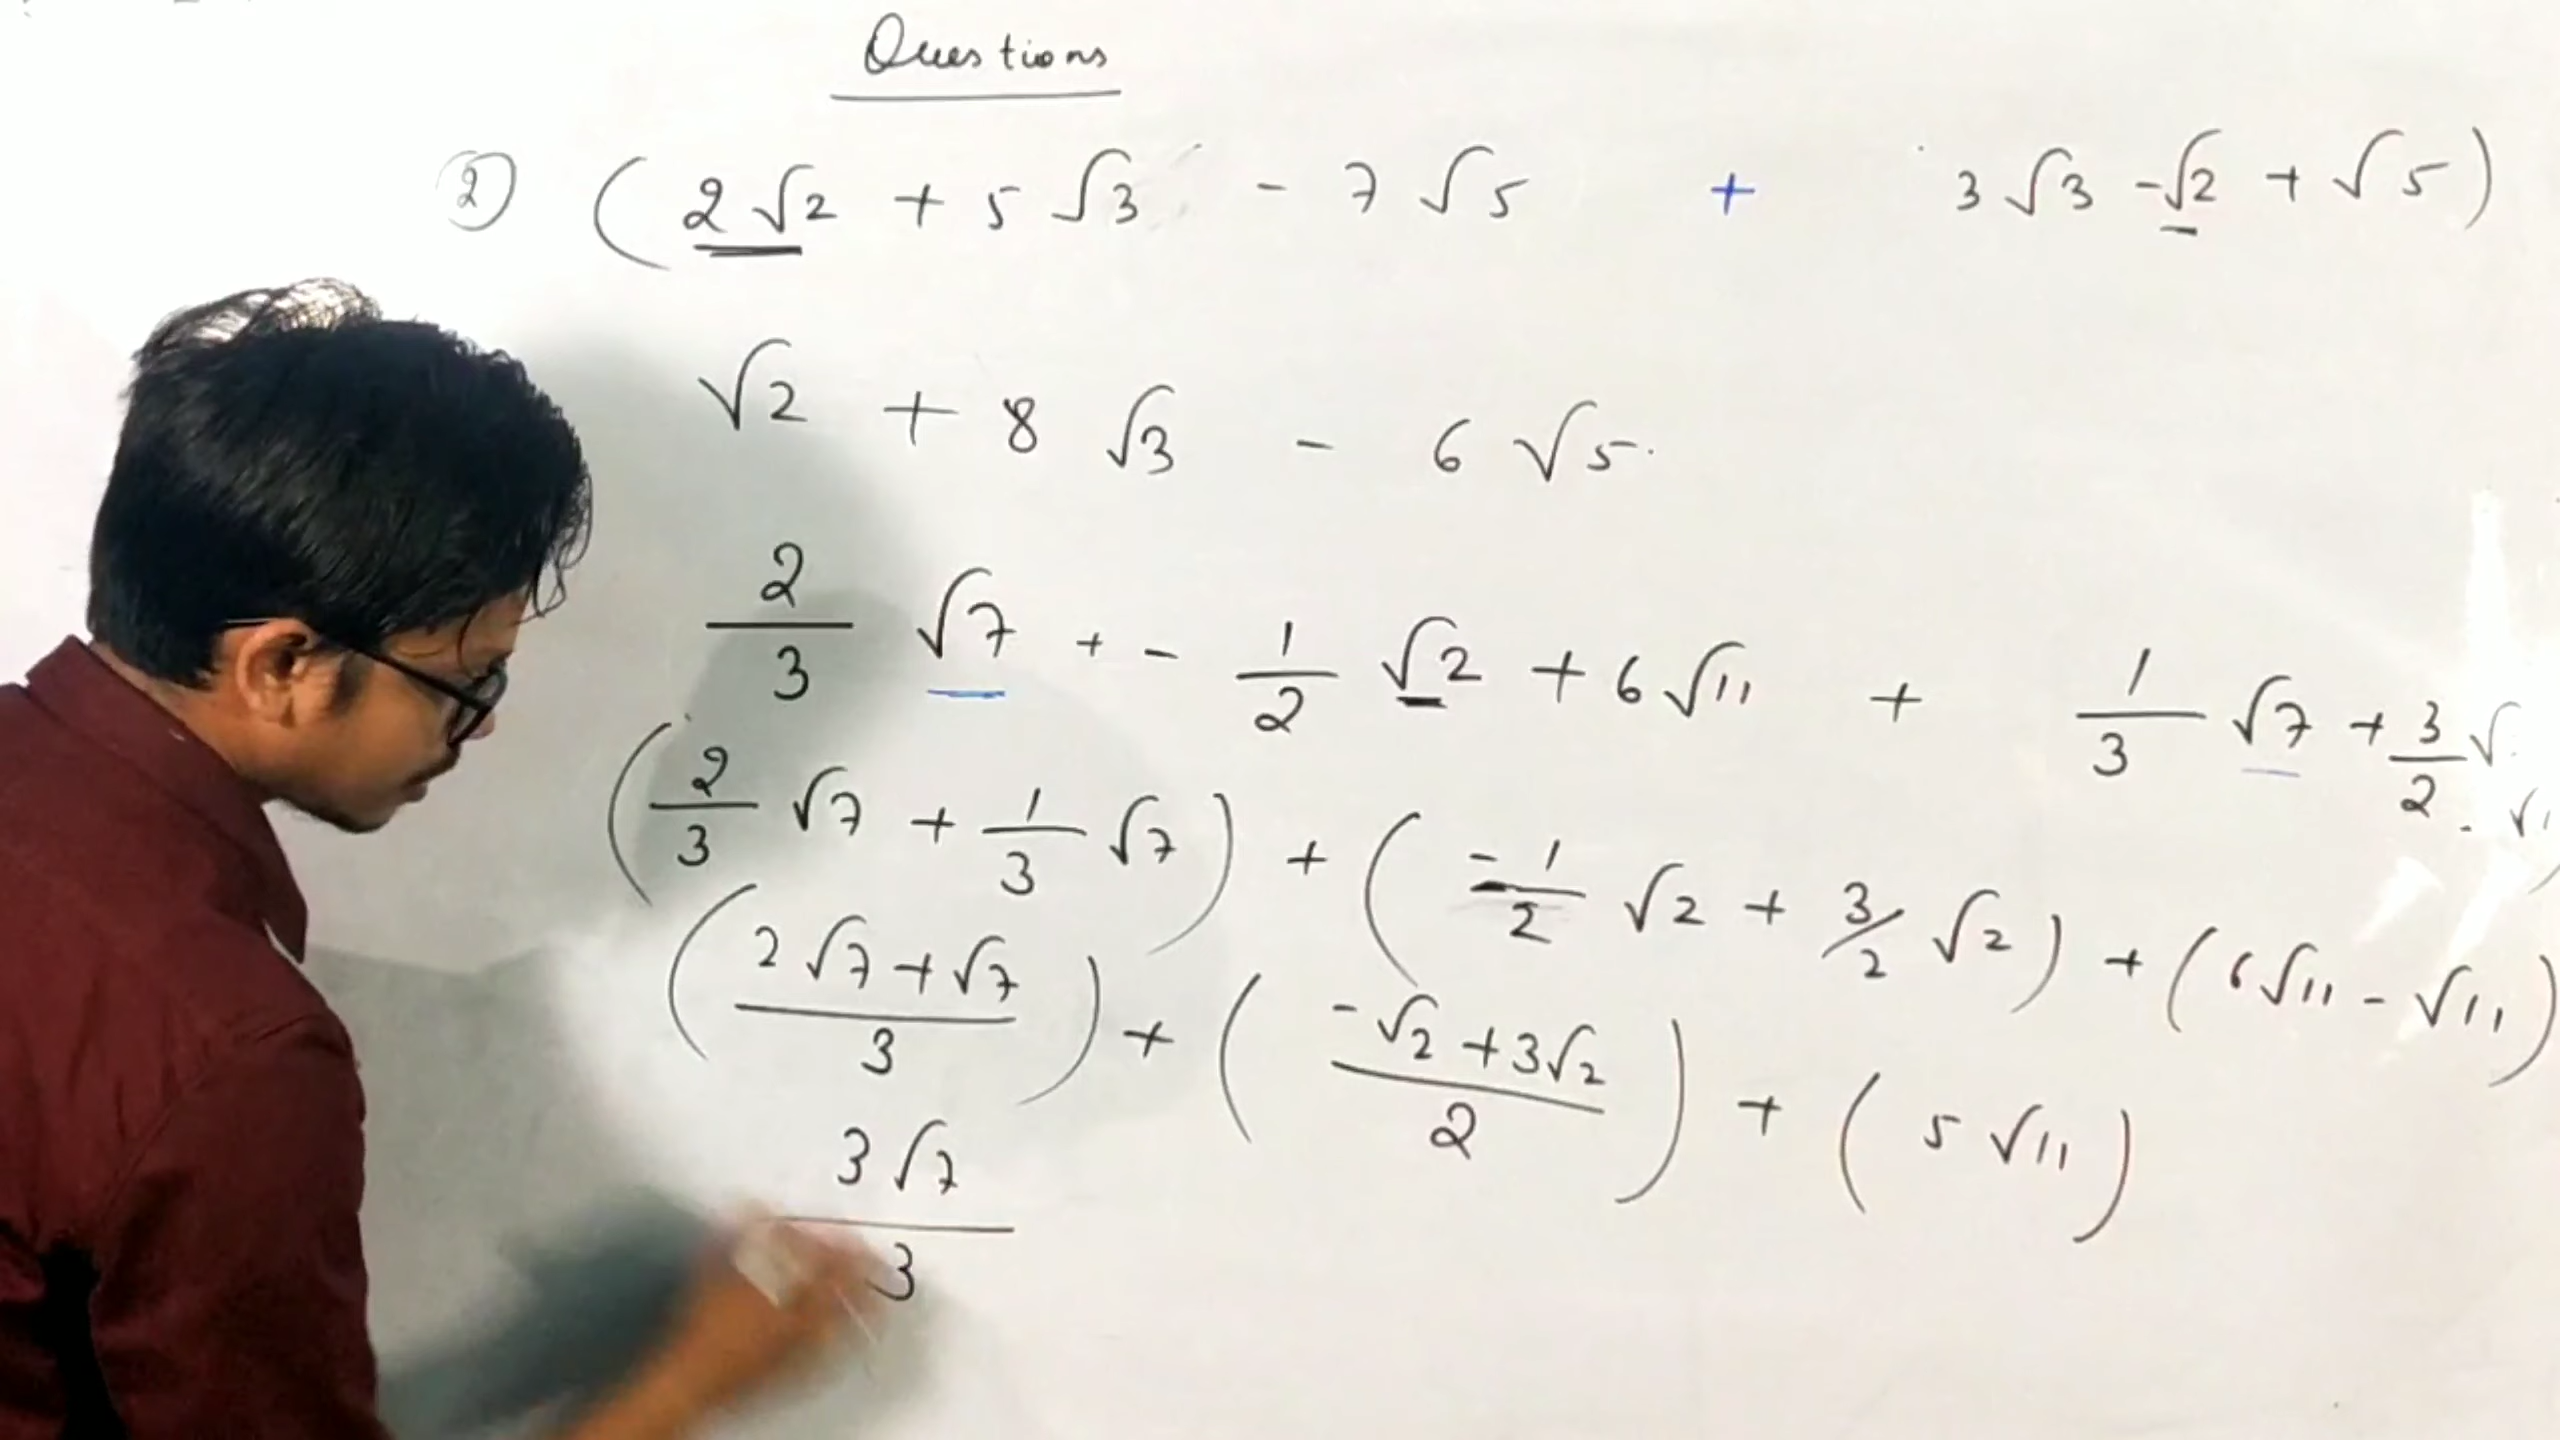 Questions
② ( 2√2 + 5√3 - 7√5 + 3√3 -√2 + √5 )
√2 + 8 √3 - 6 √5.
2/3 √7 + - 1/2 √2 + 6√11 + 1/3 √7 + 3/2 √
( 2/3 √7 + 1/3 √7 ) + ( -1/2 √2 + 3/2 √2 ) + ( 6√11 - √11 )
( (2√7 + √7)/3 ) + ( (-√2 + 3√2)/2 ) + ( 5√11 )
3√7/3